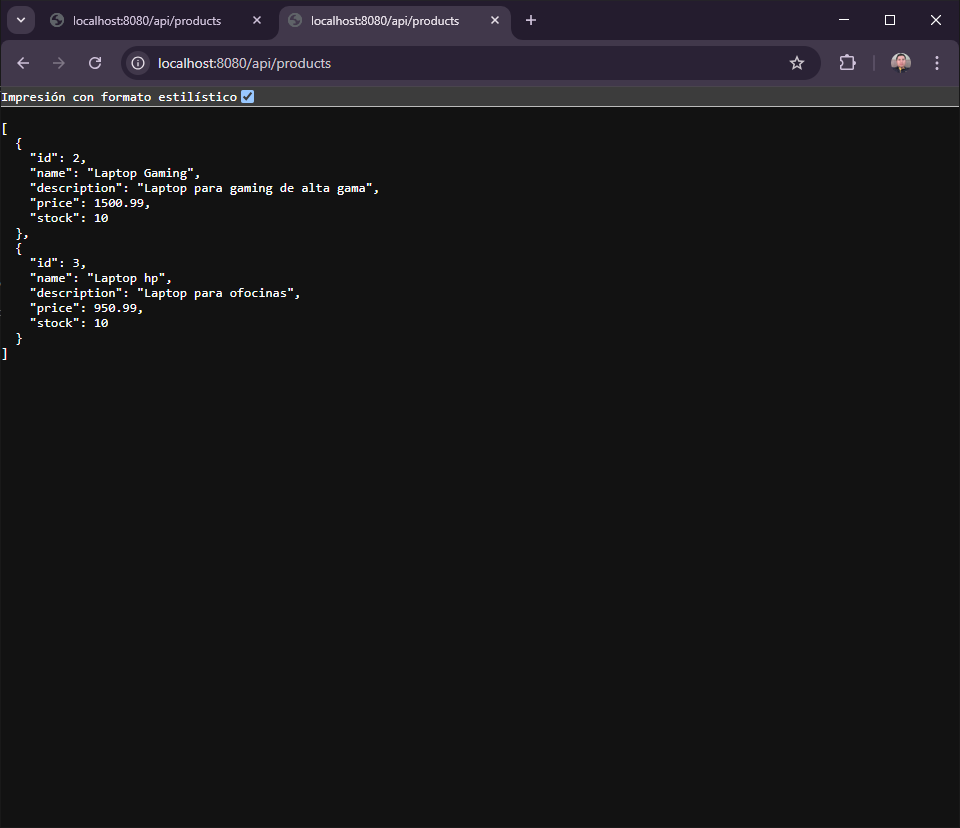 localhost:8080/api/products
localhost:8080/api/products
localhost:8080/api/products
Impresión con formato estilístico
[
  {
    "id": 2,
    "name": "Laptop Gaming",
    "description": "Laptop para gaming de alta gama",
    "price": 1500.99,
    "stock": 10
  },
  {
    "id": 3,
    "name": "Laptop hp",
    "description": "Laptop para ofocinas",
    "price": 950.99,
    "stock": 10
  }
]